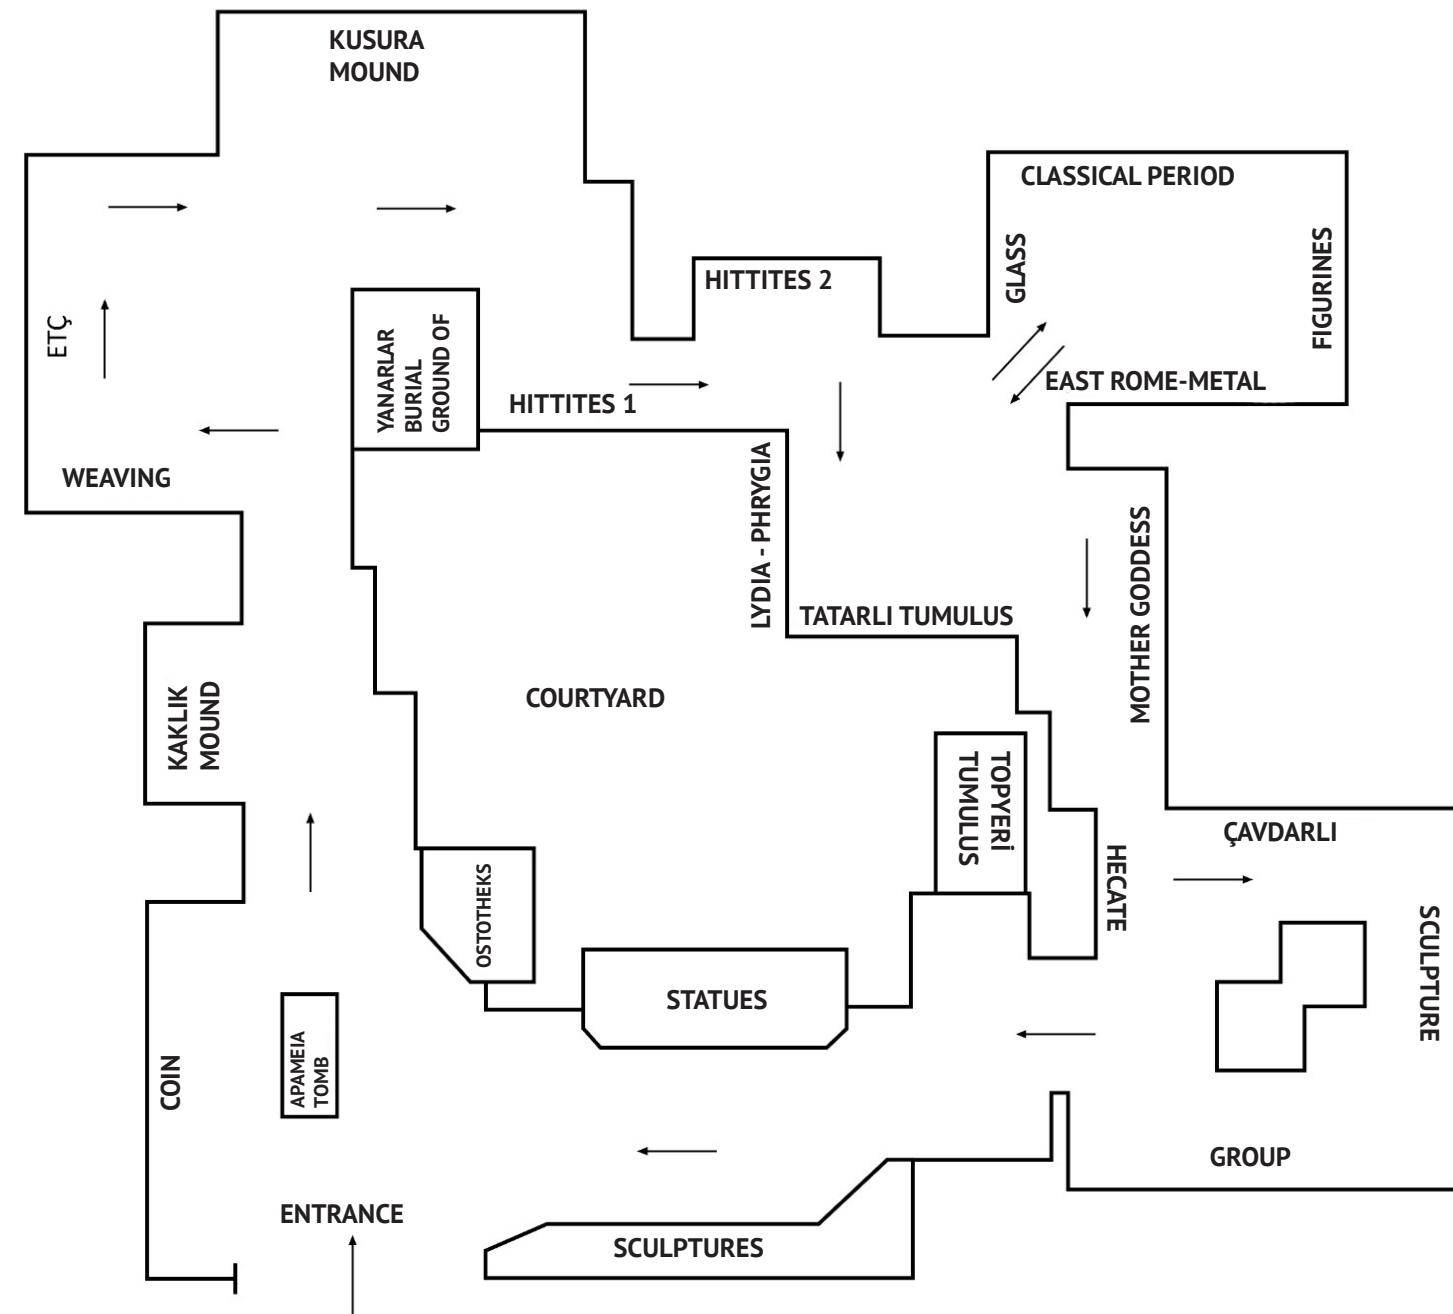 KUSURA
MOUND
CLASSICAL PERIOD
GLASS
FIGURINES
HITTITES 2
ETÇ
YANARLAR
BURIAL
GROUND OF
EAST ROME-METAL
HITTITES 1
WEAVING
LYDIA - PHRYGIA
MOTHER GODDESS
TATARLI TUMULUS
KAKLIK
MOUND
COURTYARD
TOPYERİ
TUMULUS
ÇAVDARLI
HECATE
OSTOTHEKS
SCULPTURE
STATUES
COIN
APAMEIA
TOMB
GROUP
ENTRANCE
SCULPTURES